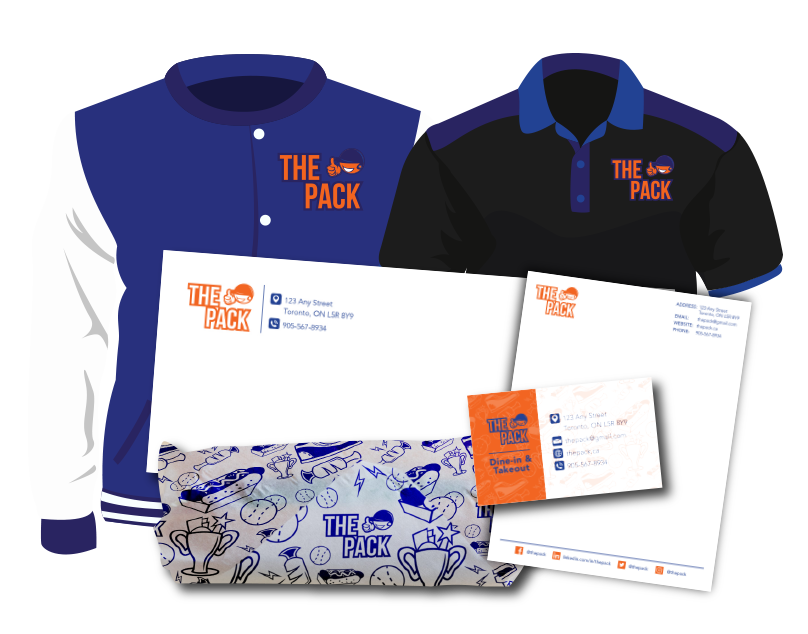 THE
PACK
THE
PACK
THE
PACK
123 Any Street
Toronto, ON L5R 8Y9
905-567-8934
THE
PACK
ADDRESS: 123 Any Street
Toronto, ON L5R 8Y9
EMAIL: thepack@gmail.com
WEBSITE: thepack.ca
PHONE: 905-567-8934
THE
PACK
Dine-in &
Takeout
123 Any Street
Toronto, ON L5R 8Y9
thepack@gmail.com
thepack.ca
905-567-8934
THE
PACK
@thepack
linkedin.com/in/thepack
@thepack
@thepack